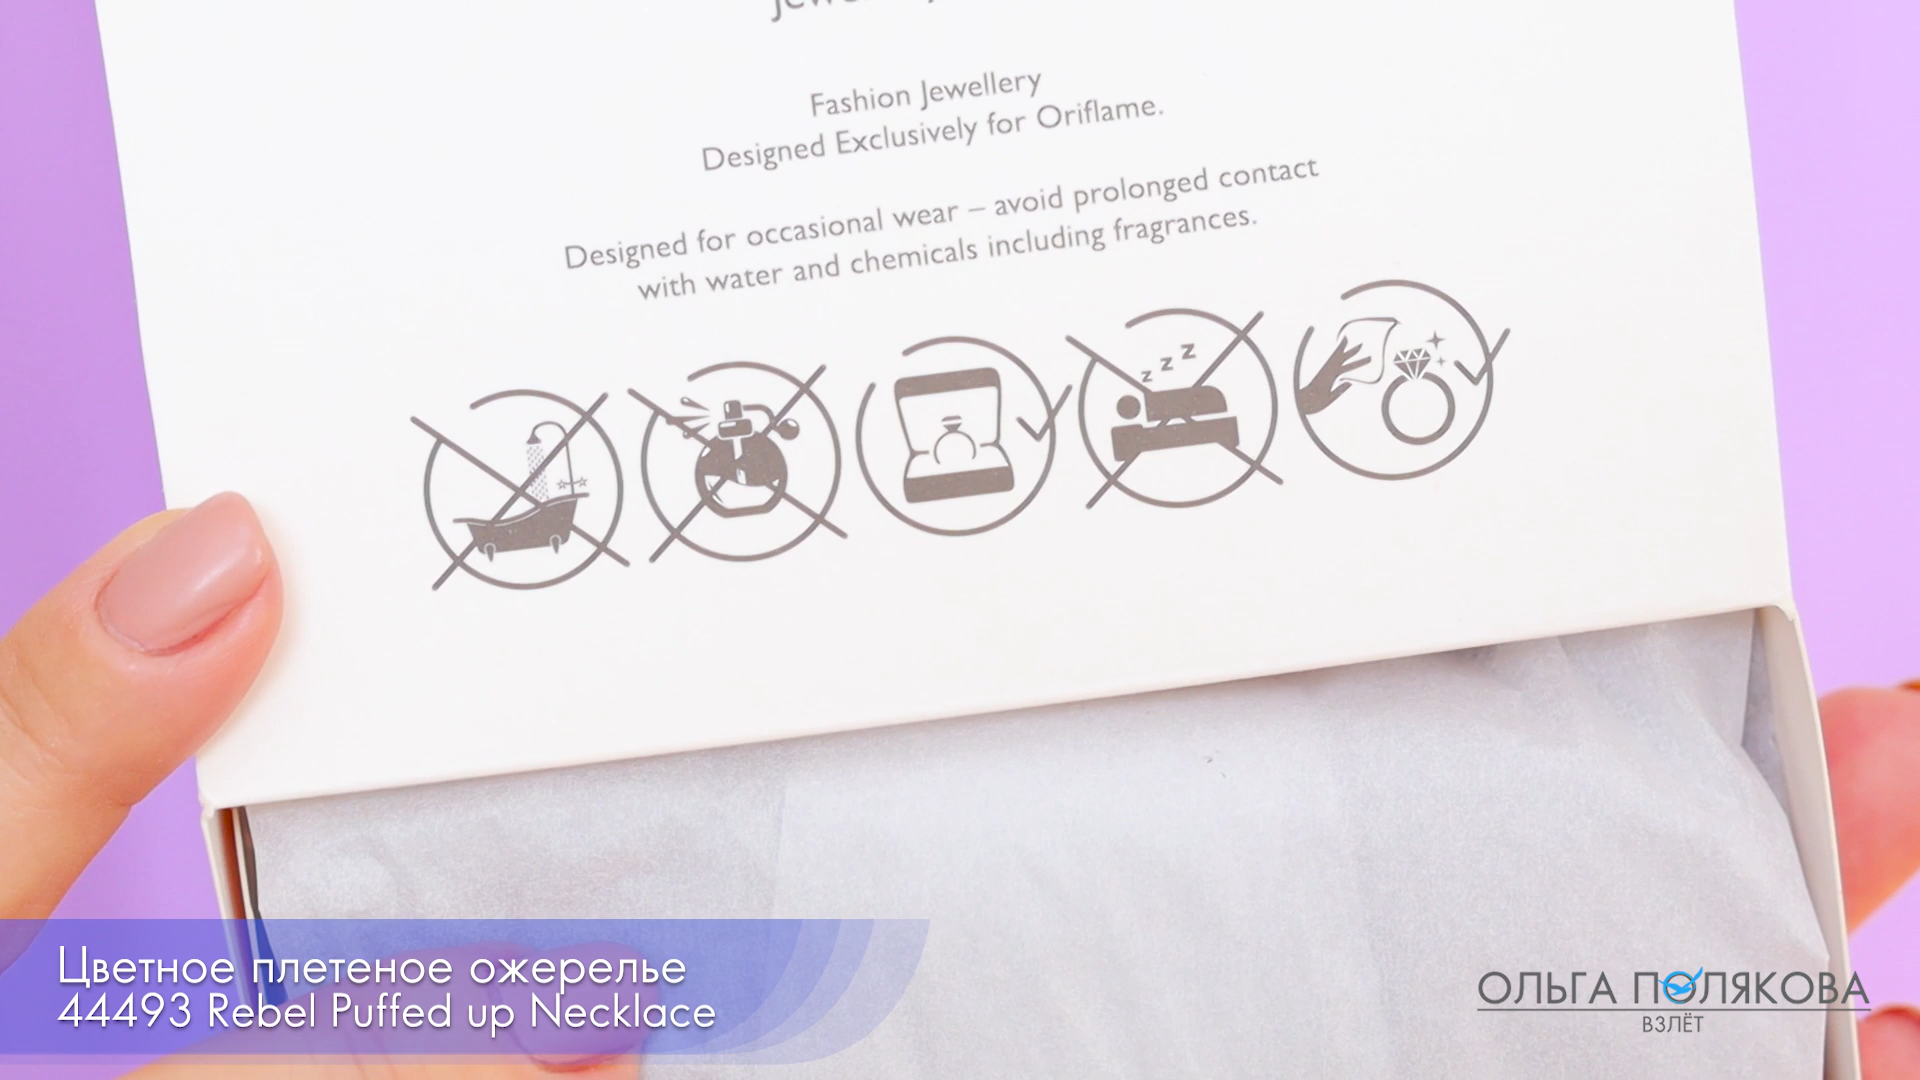 Fashion Jewellery
Designed Exclusively for Oriflame.
Designed for occasional wear – avoid prolonged contact
with water and chemicals including fragrances.
z z z
Цветное плетеное ожерелье
44493 Rebel Puffed up Necklace
ОЛЬГА ПОЛЯКОВА
ВЗЛЁТ